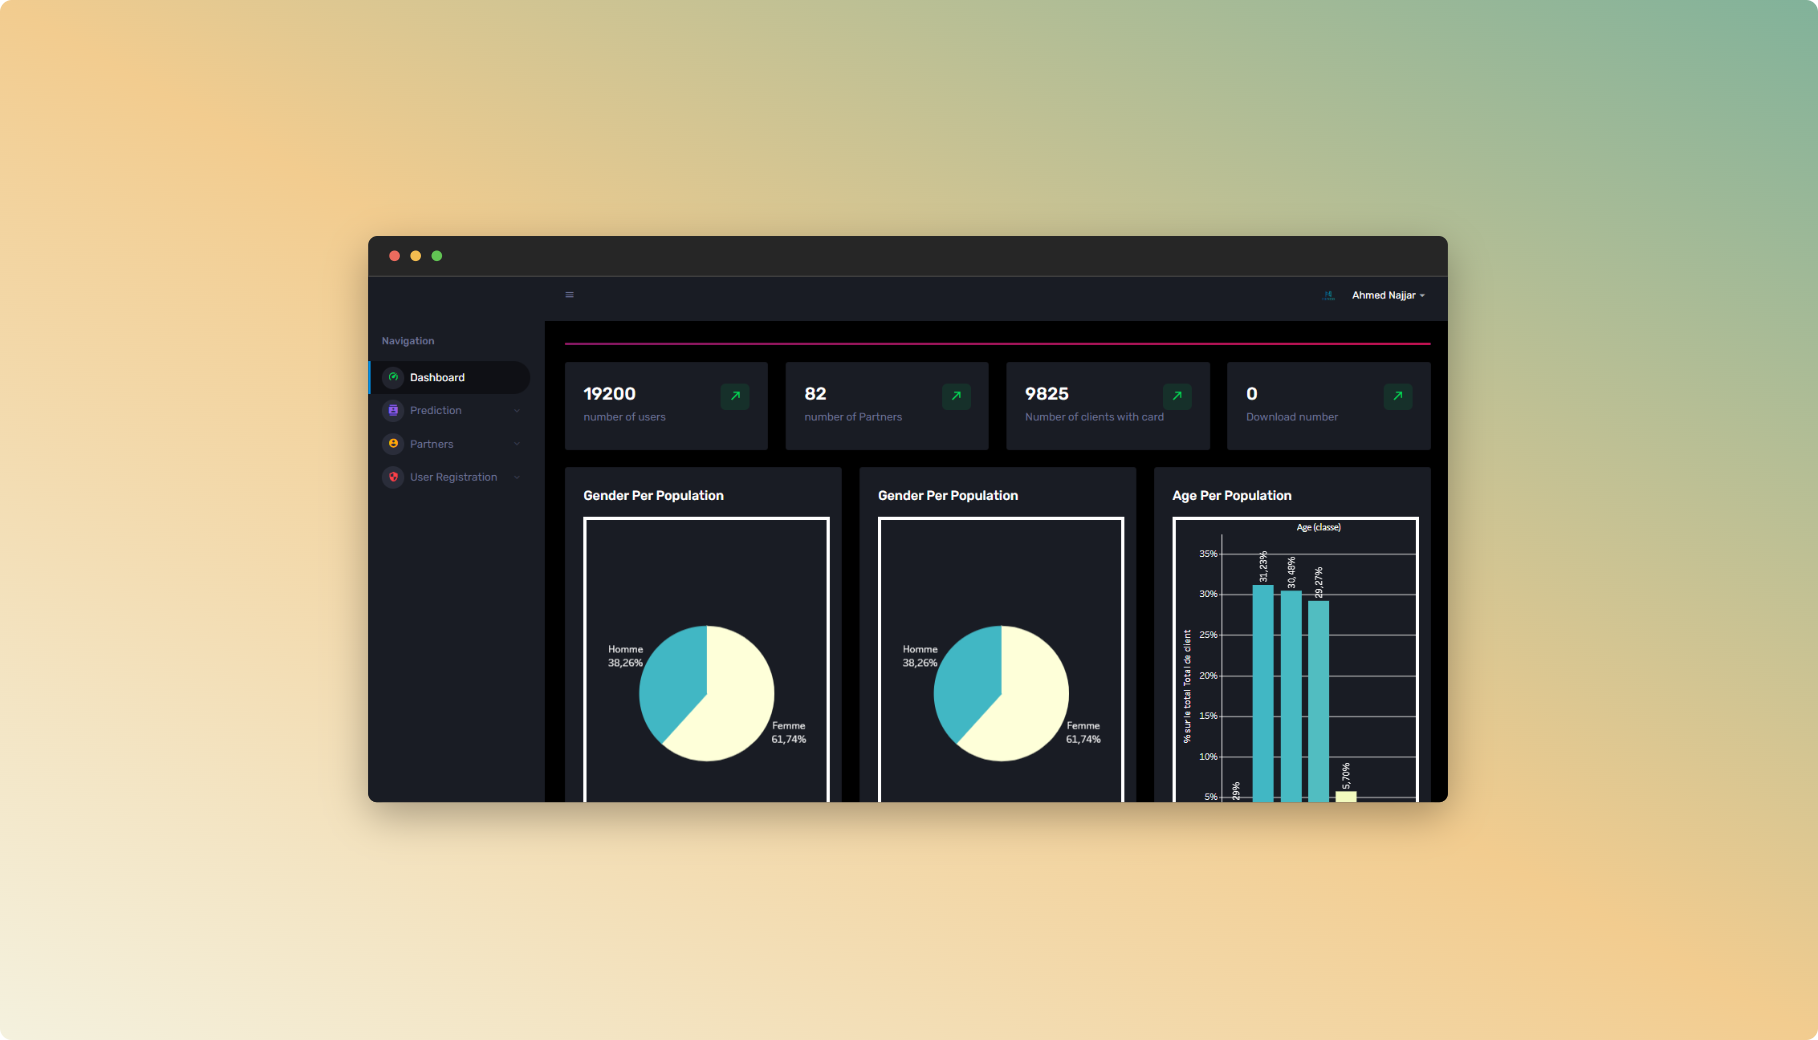 Ahmed Najjar
Navigation
Dashboard
Prediction
Partners
User Registration
19200
number of users
82
number of Partners
9825
Number of clients with card
0
Download number
Gender Per Population
Homme
38,26%
Femme
61,74%
Gender Per Population
Homme
38,26%
Femme
61,74%
Age Per Population
Age (classe)
% sur le total Total de client
35%
30%
25%
20%
15%
10%
5%
29%
31,23%
30,48%
29,27%
5,70%